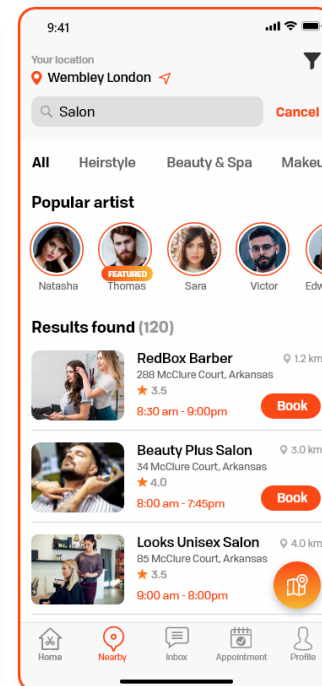 9:41
Your location
Wembley London
Salon
Cancel
All Heirstyle Beauty & Spa Makeu
Popular artist
FEATURED
Natasha Thomas Sara Victor Edw
Results found (120)
RedBox Barber 1.2 km
288 McClure Court, Arkansas
3.5
8:30 am - 9:00pm
Book
Beauty Plus Salon 3.0 km
34 McClure Court, Arkansas
4.0
8:00 am - 7:45pm
Book
Looks Unisex Salon 4.0 km
85 McClure Court, Arkansas
3.5
9:00 am - 8:00pm
Home Nearby Inbox Appointment Profile